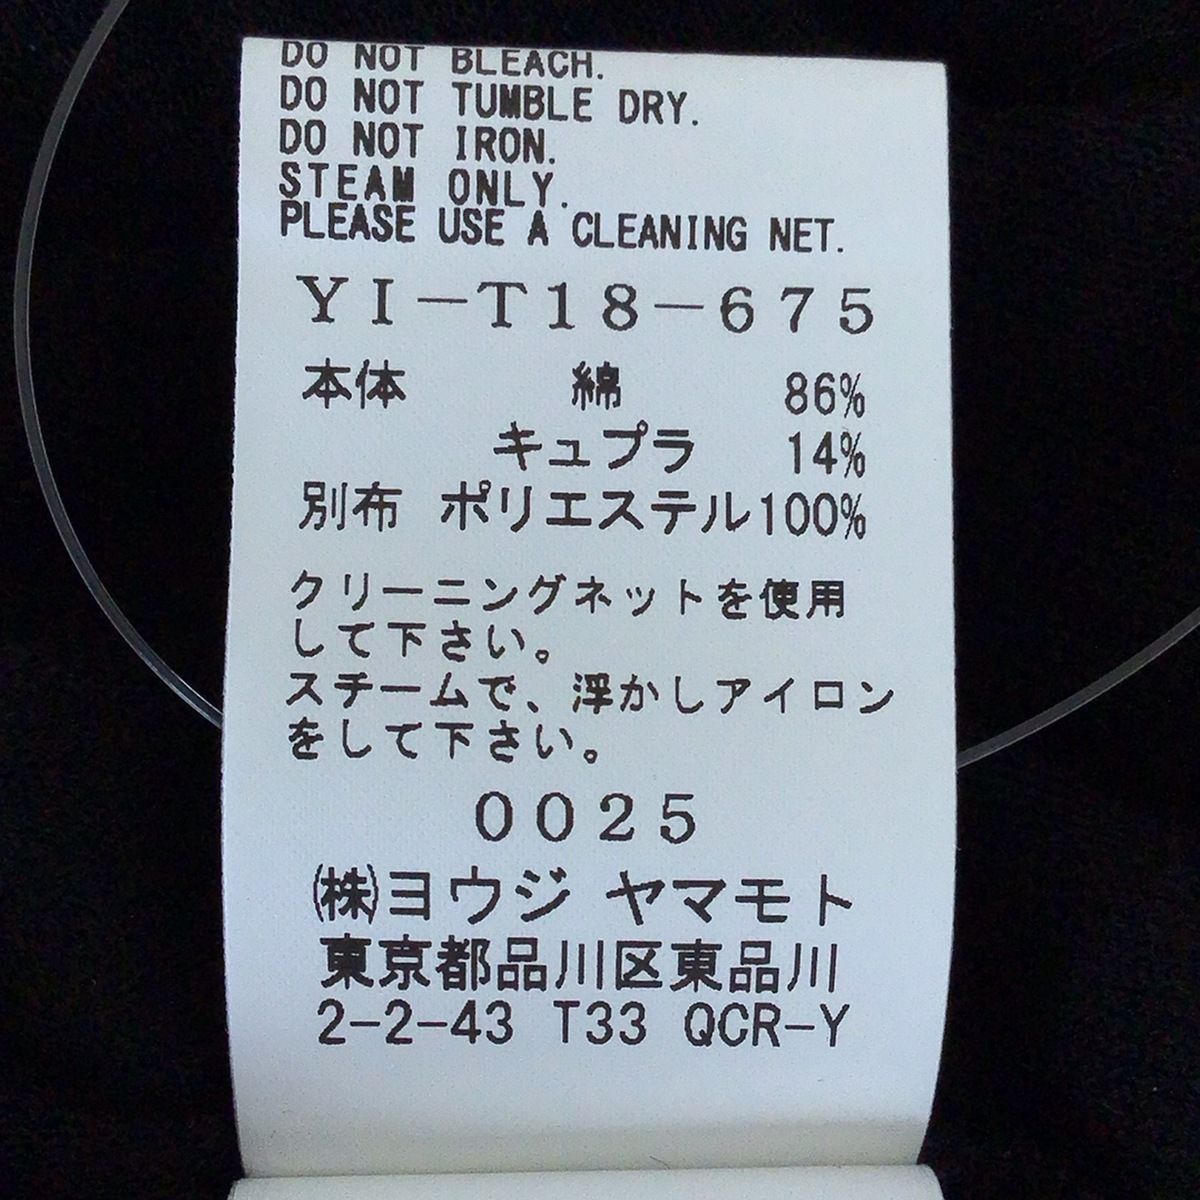 DO NOT BLEACH.
DO NOT TUMBLE DRY.
DO NOT IRON.
STEAM ONLY.
PLEASE USE A CLEANING NET.
YI-T18-675
本体 綿 86%
キュプラ 14%
別布 ポリエステル100%
クリーニングネットを使用
して下さい。
スチームで、浮かしアイロン
をして下さい。
0025
㈱ヨウジ ヤマモト
東京都品川区東品川
2-2-43 T33 QCR-Y